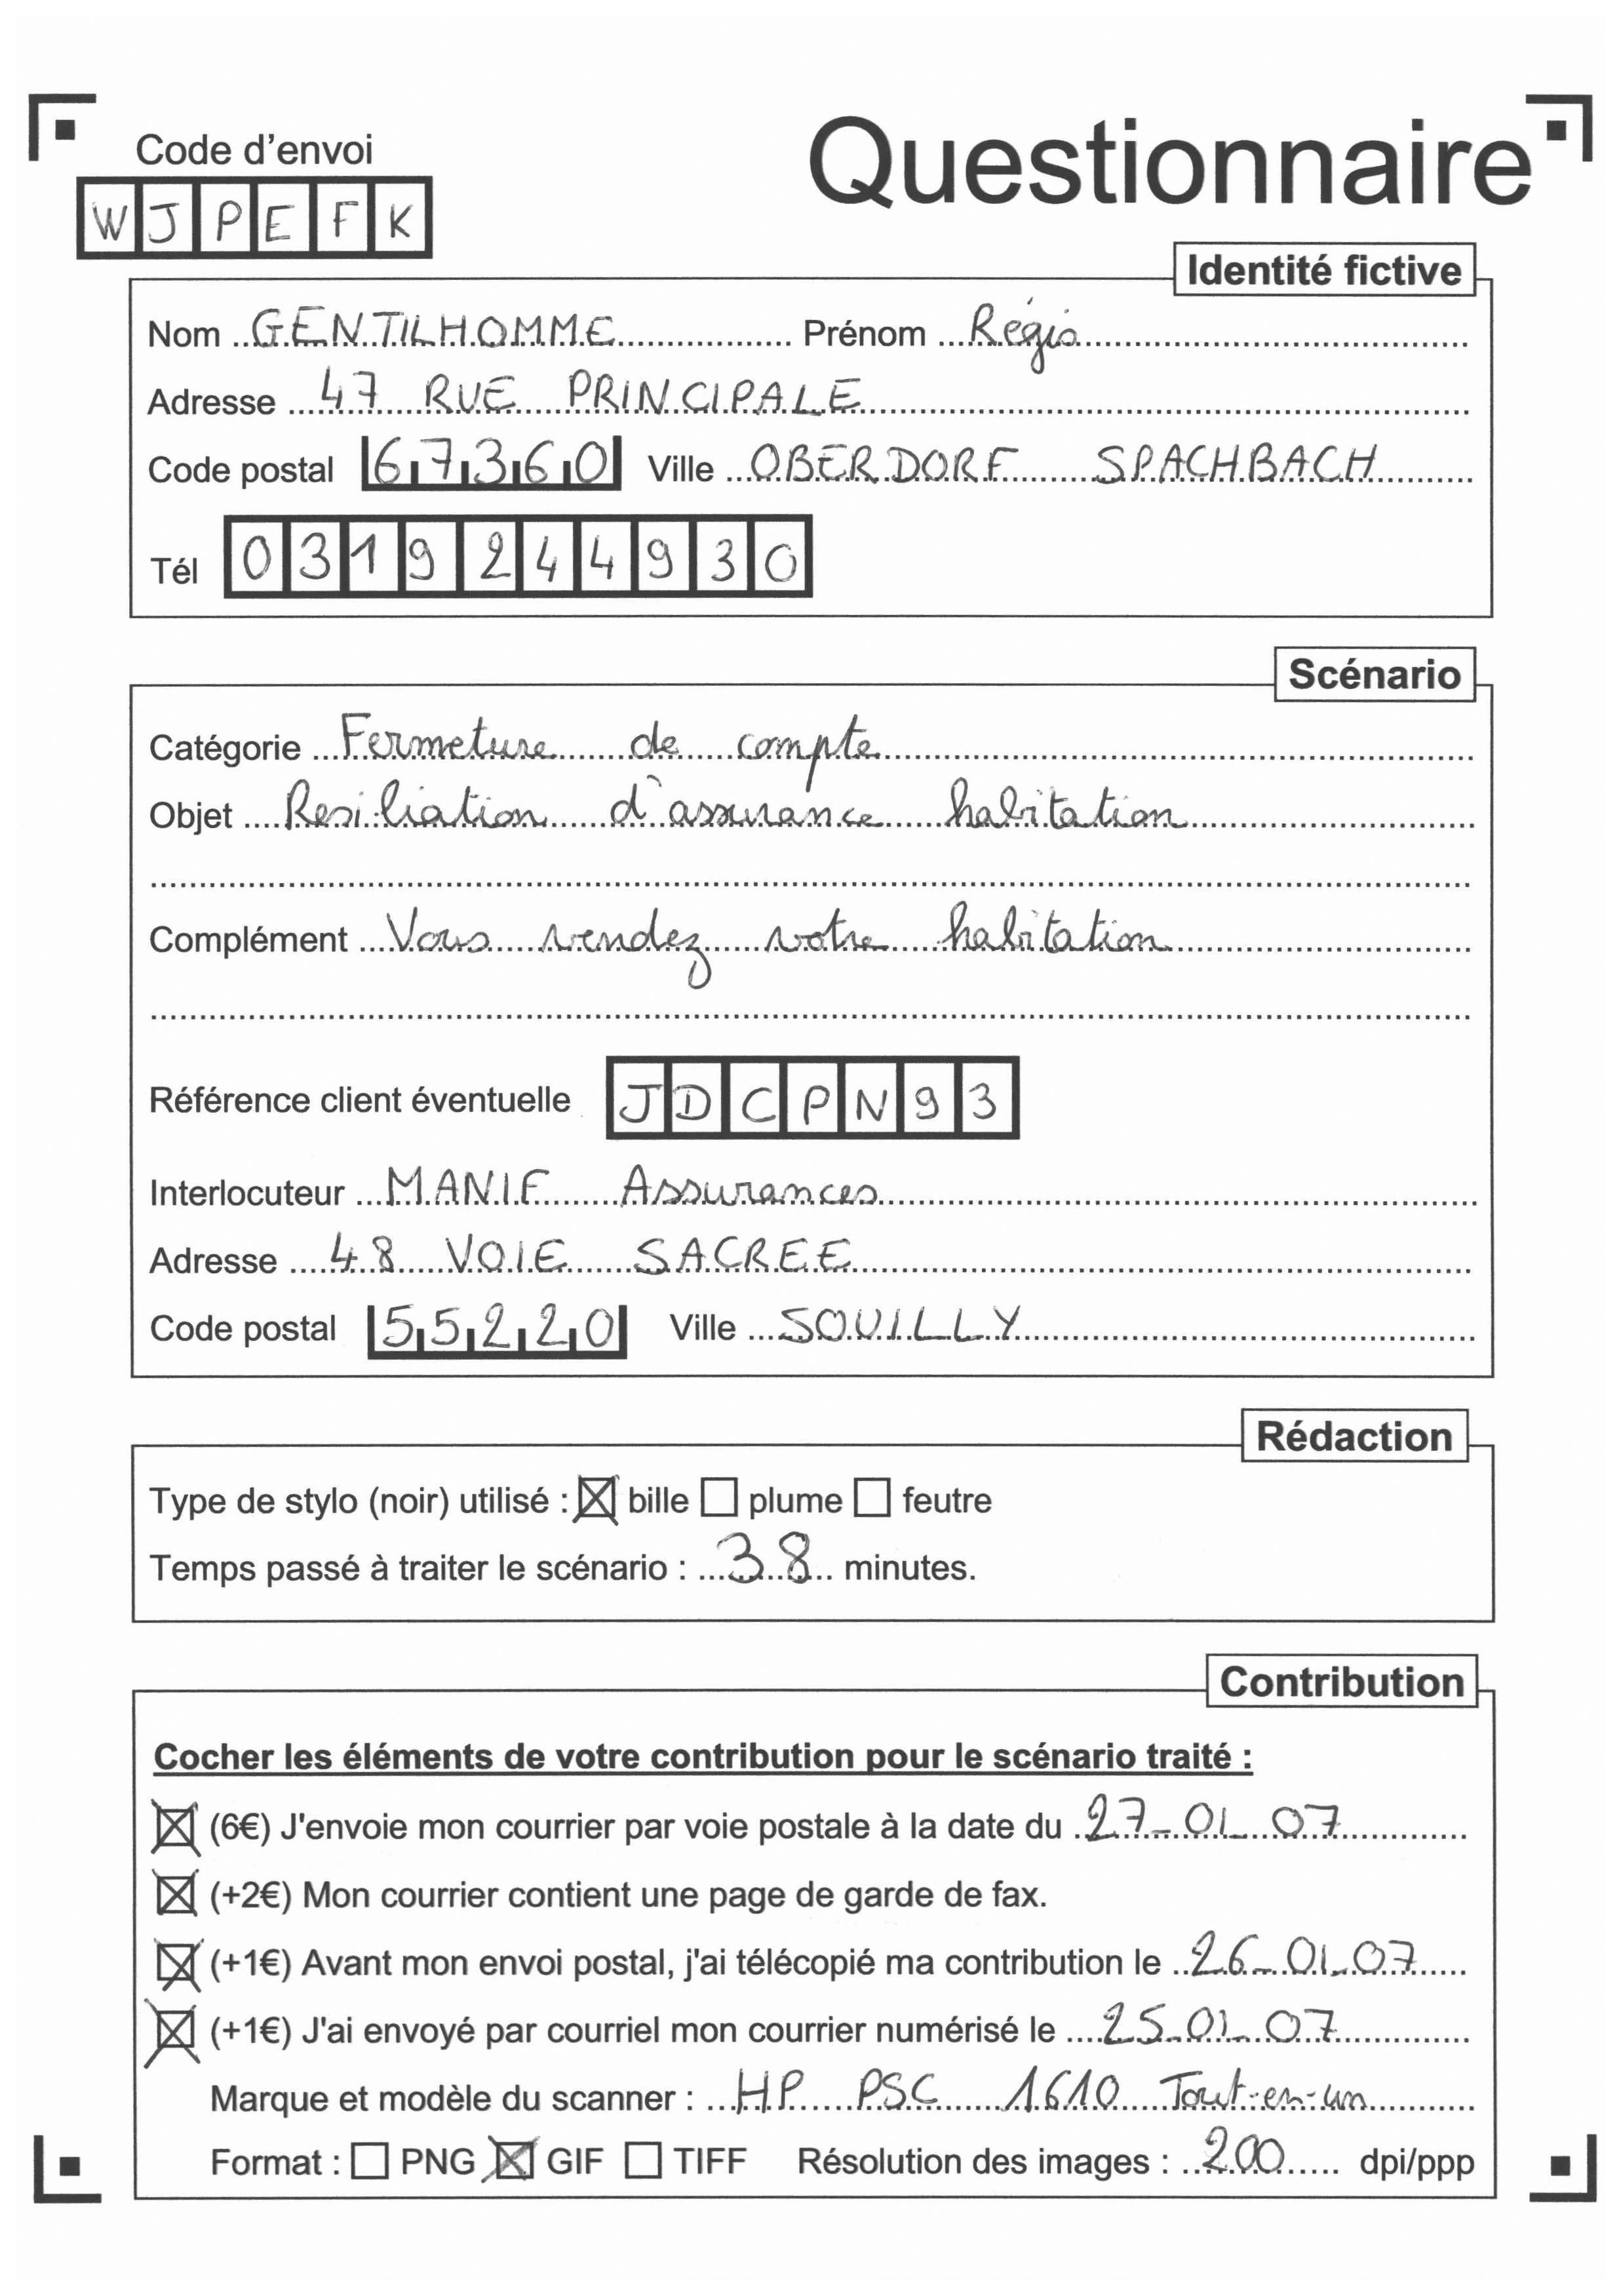 Code d'envoi
Questionnaire
WJPEFK
Identité fictive
Nom GENTILHOMME Prénom Régis
Adresse 47 RUE PRINCIPALE
Code postal 67360 Ville OBERDORF SPACHBACH
Tél 0319244930
Scénario
Catégorie Fermeture de compte
Objet Resiliation d'assurance habitation
Complément Vous vendez votre habitation
Référence client éventuelle JDCPN93
Interlocuteur MANIF Assurances
Adresse 48 VOIE SACREE
Code postal 55220 Ville SOUILLY
Rédaction
Type de stylo (noir) utilisé : ☒ bille ☐ plume ☐ feutre
Temps passé à traiter le scénario : 38 minutes.
Contribution
Cocher les éléments de votre contribution pour le scénario traité :
☒ (6€) J'envoie mon courrier par voie postale à la date du 27-01-07
☒ (+2€) Mon courrier contient une page de garde de fax.
☒ (+1€) Avant mon envoi postal, j'ai télécopié ma contribution le 26-01-07
☒ (+1€) J'ai envoyé par courriel mon courrier numérisé le 25-01-07
Marque et modèle du scanner : HP PSC 1610 Tout-en-un
Format : ☐ PNG ☒ GIF ☐ TIFF Résolution des images : 200 dpi/ppp